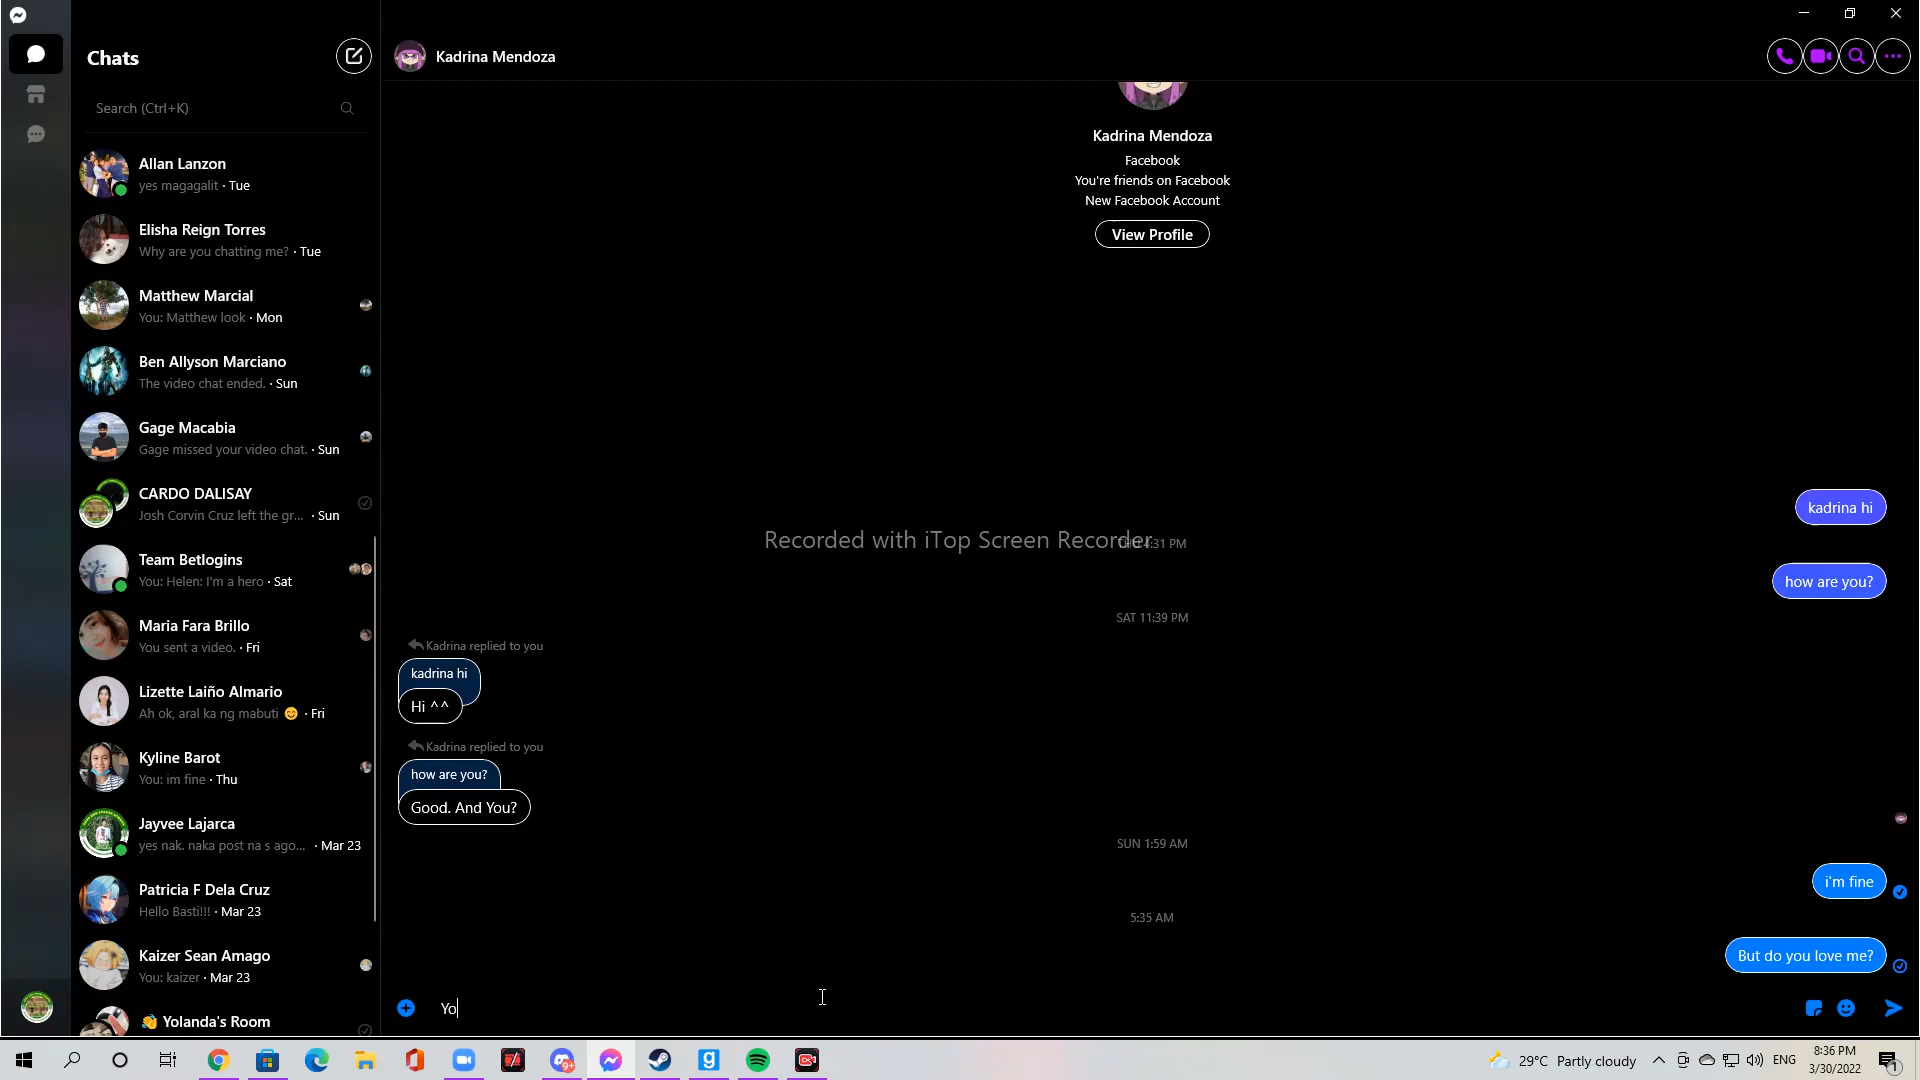 Chats
Search (Ctrl+K)
Allan Lanzon
yes magagalit · Tue
Elisha Reign Torres
Why are you chatting me? · Tue
Matthew Marcial
You: Matthew look · Mon
Ben Allyson Marciano
The video chat ended. · Sun
Gage Macabia
Gage missed your video chat. · Sun
CARDO DALISAY
Josh Corvin Cruz left the gr... · Sun
Team Betlogins
You: Helen: I'm a hero · Sat
Maria Fara Brillo
You sent a video. · Fri
Lizette Laiño Almario
Ah ok, aral ka ng mabuti 😊 · Fri
Kyline Barot
You: im fine · Thu
Jayvee Lajarca
yes nak. naka post na s ago... · Mar 23
Patricia F Dela Cruz
Hello Basti!!! · Mar 23
Kaizer Sean Amago
You: kaizer · Mar 23
👋 Yolanda's Room
Kadrina Mendoza
Kadrina Mendoza
Facebook
You're friends on Facebook
New Facebook Account
View Profile
kadrina hi
Recorded with iTop Screen Recorder
4:31 PM
how are you?
SAT 11:39 PM
Kadrina replied to you
kadrina hi
Hi ^^
Kadrina replied to you
how are you?
Good. And You?
SUN 1:59 AM
i'm fine
5:35 AM
But do you love me?
Yo
9+
29°C Partly cloudy
ENG
8:36 PM
3/30/2022
1